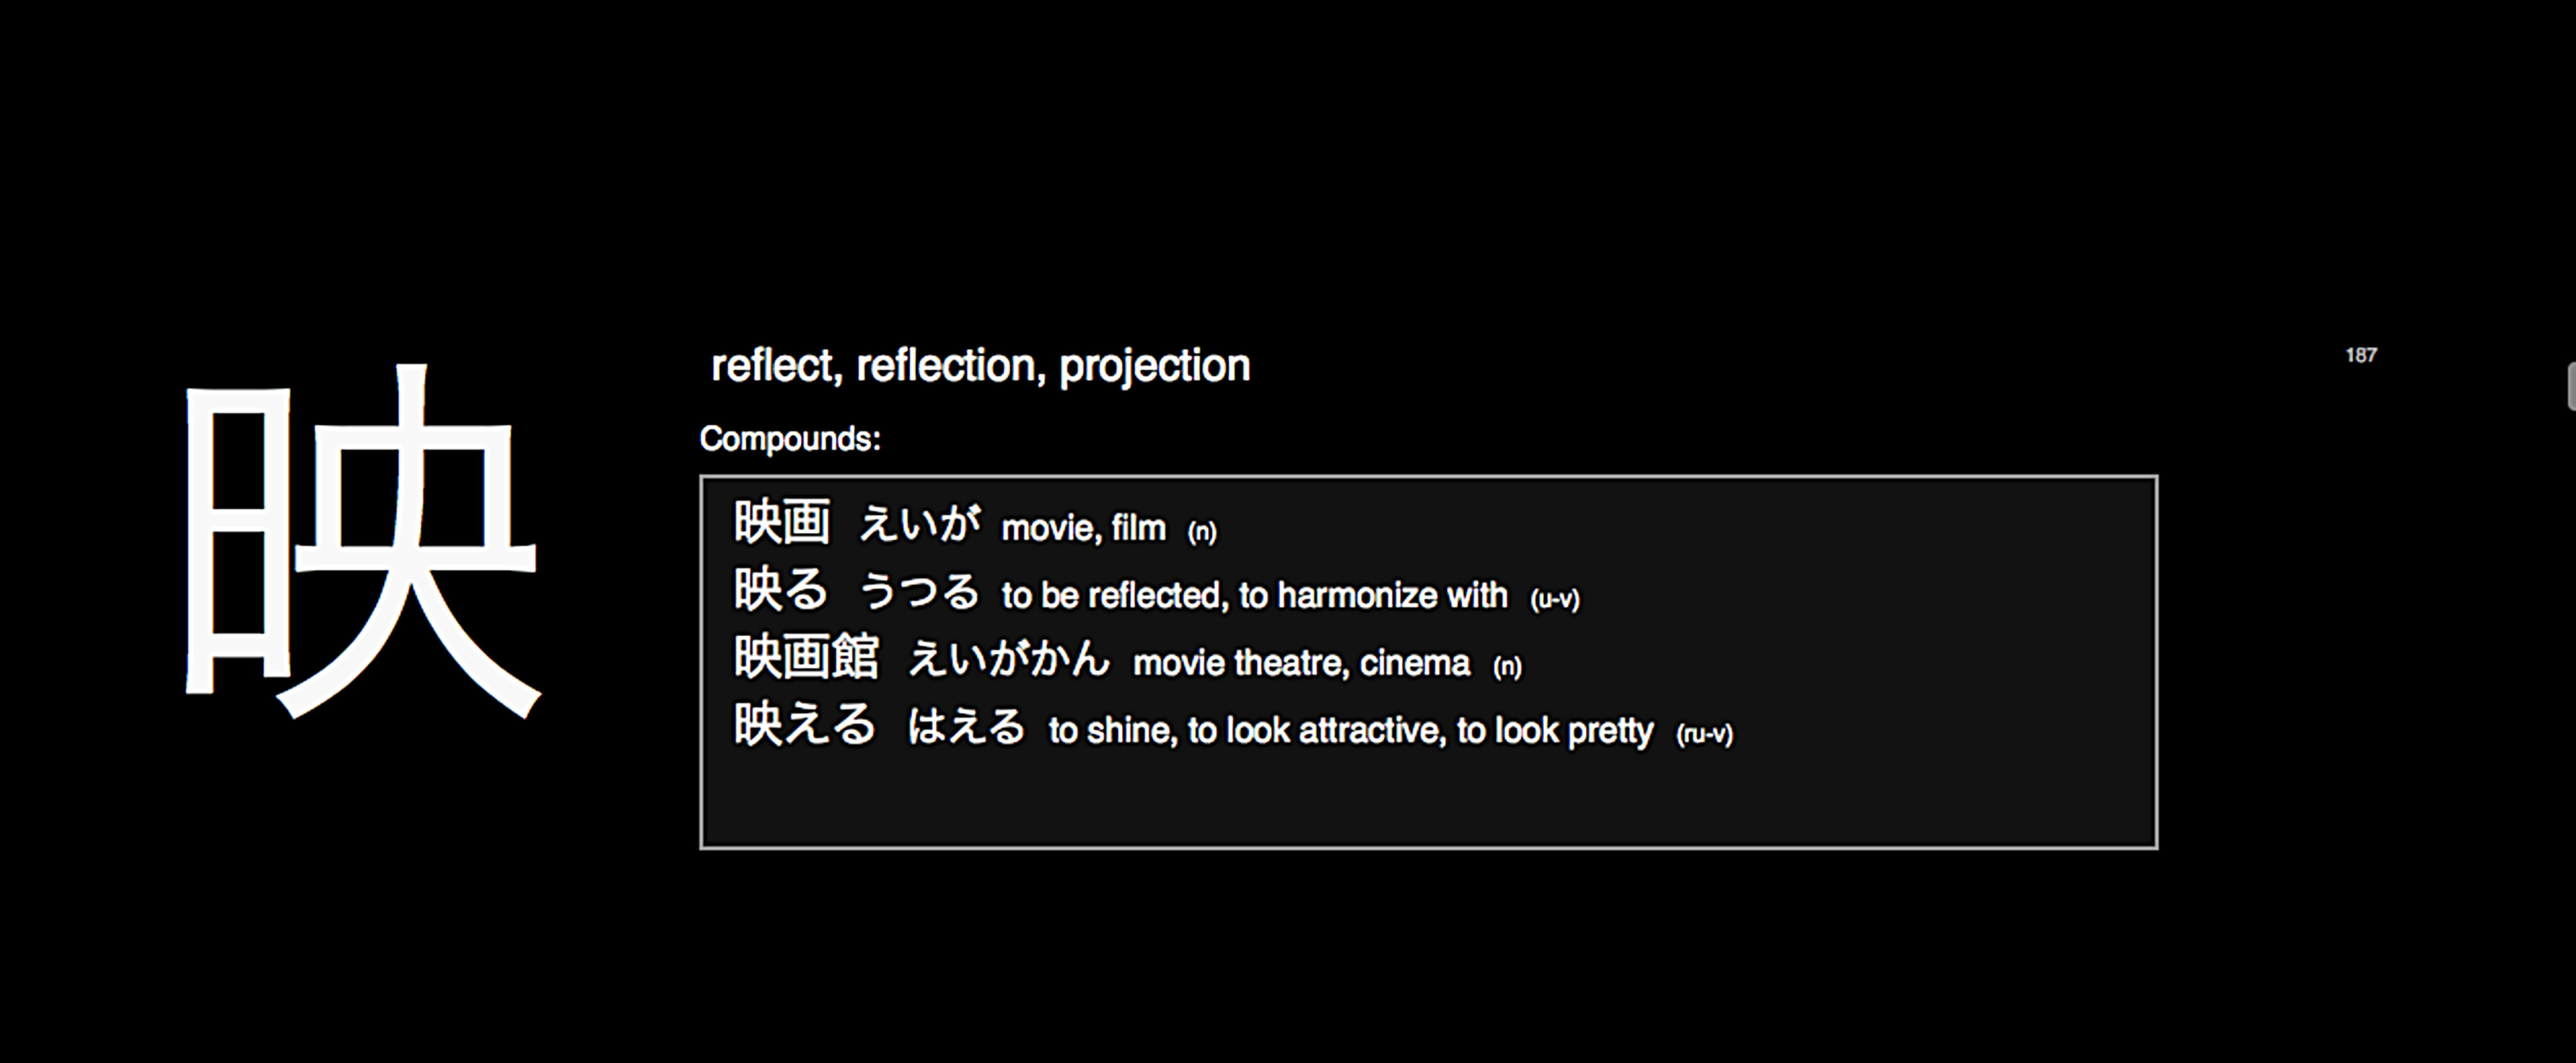 映
reflect, reflection, projection
187
Compounds:
映画 えいが movie, film (n)
映る うつる to be reflected, to harmonize with (u-v)
映画館 えいがかん movie theatre, cinema (n)
映える はえる to shine, to look attractive, to look pretty (ru-v)